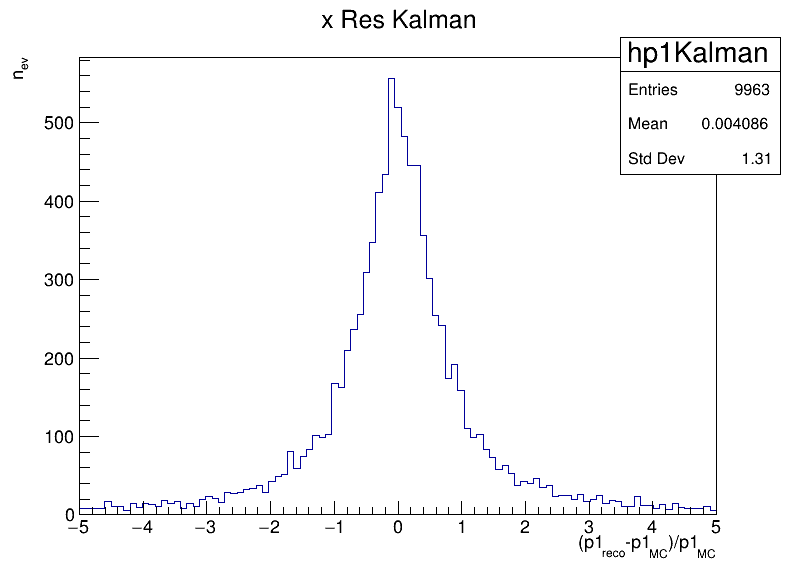 x Res Kalman
hp1Kalman
Entries 9963
Mean 0.004086
Std Dev 1.31
n_ev
500
400
300
200
100
0
−5 −4 −3 −2 −1 0 1 2 3 4 5
(p1_reco-p1_MC)/p1_MC